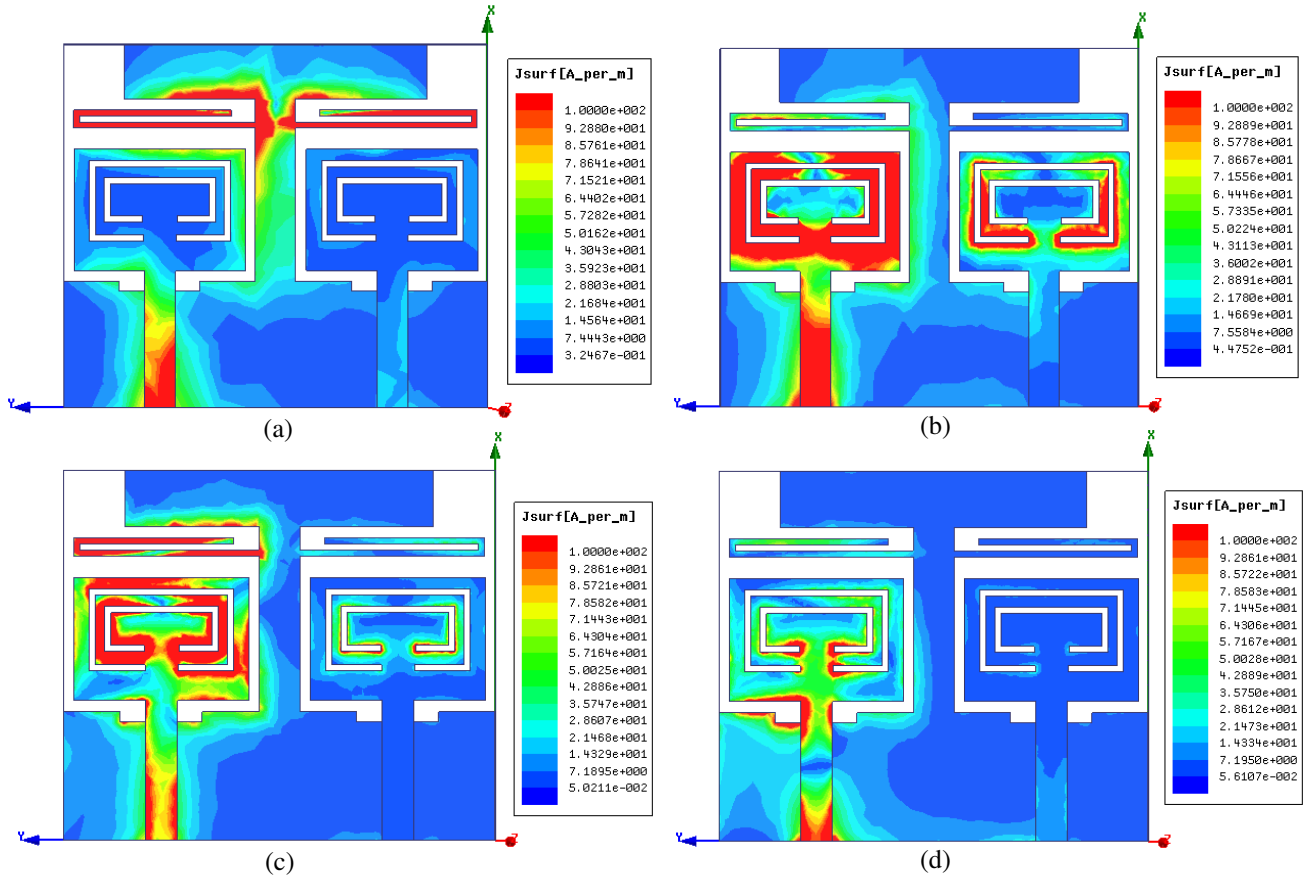 X
Jsurf[A_per_m]
1.0000e+002
9.2880e+001
8.5761e+001
7.8641e+001
7.1521e+001
6.4402e+001
5.7282e+001
5.0162e+001
4.3043e+001
3.5923e+001
2.8803e+001
2.1684e+001
1.4564e+001
7.4443e+000
3.2467e-001
Y
Z
(a)
X
Jsurf[A_per_m]
1.0000e+002
9.2889e+001
8.5778e+001
7.8667e+001
7.1556e+001
6.4446e+001
5.7335e+001
5.0224e+001
4.3113e+001
3.6002e+001
2.8891e+001
2.1780e+001
1.4669e+001
7.5584e+000
4.4752e-001
Y
Z
(b)
X
Jsurf[A_per_m]
1.0000e+002
9.2861e+001
8.5721e+001
7.8582e+001
7.1443e+001
6.4304e+001
5.7164e+001
5.0025e+001
4.2886e+001
3.5747e+001
2.8607e+001
2.1468e+001
1.4329e+001
7.1895e+000
5.0211e-002
Y
Z
(c)
X
Jsurf[A_per_m]
1.0000e+002
9.2861e+001
8.5722e+001
7.8583e+001
7.1445e+001
6.4306e+001
5.7167e+001
5.0028e+001
4.2889e+001
3.5750e+001
2.8612e+001
2.1473e+001
1.4334e+001
7.1950e+000
5.6107e-002
Y
Z
(d)